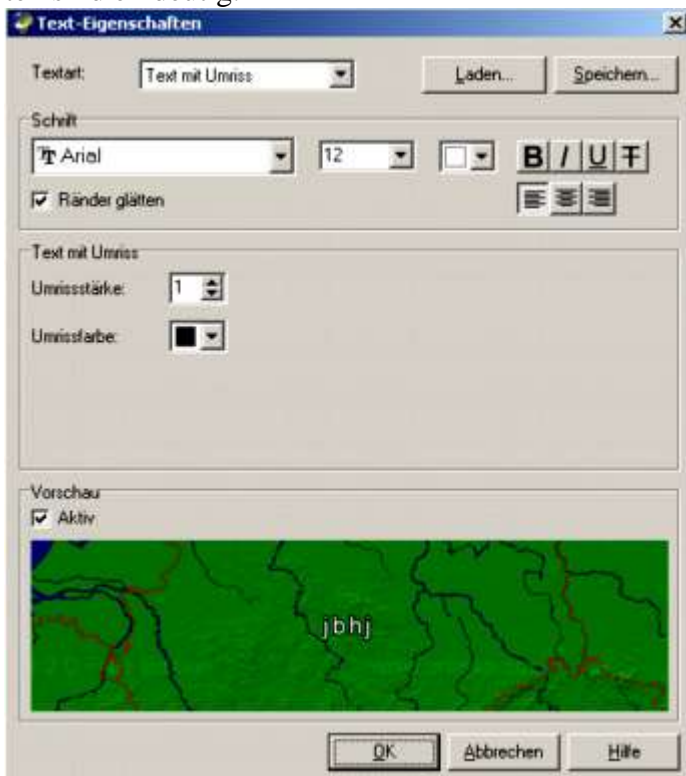 Text-Eigenschaften
Textart: Text mit Umriss Laden... Speichern...
Schrift
Arial 12 B I U T
Ränder glätten
Text mit Umriss
Umrissstärke: 1
Umrissfarbe:
Vorschau
Aktiv
jbhj
OK Abbrechen Hilfe